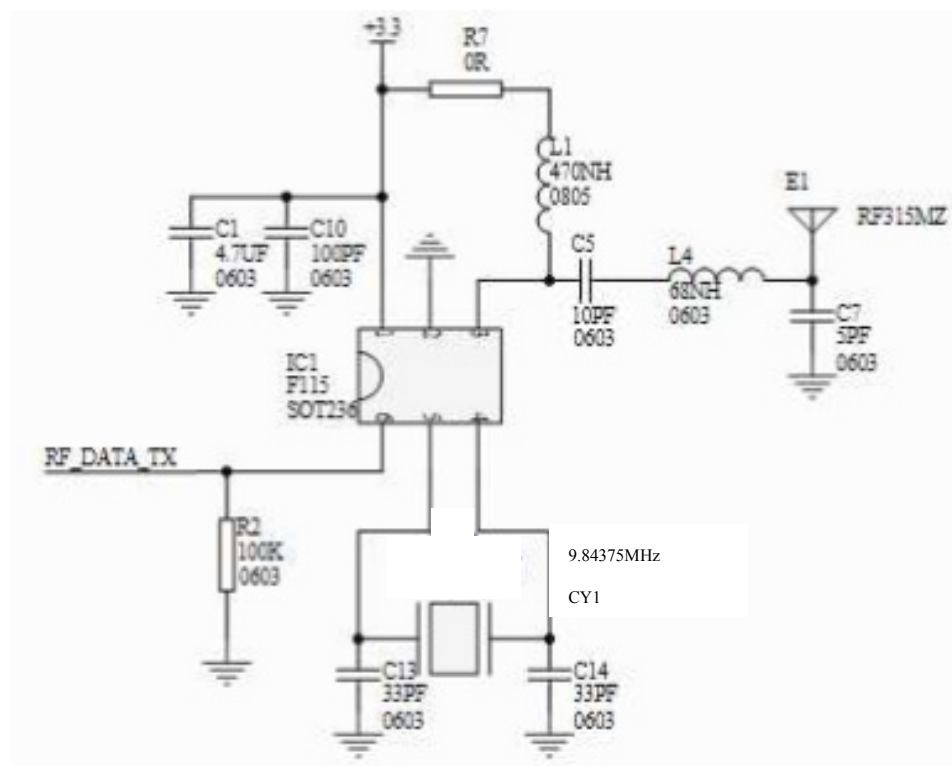 +3.3
R7
0R
L1
470NH
0805
E1
RF315MZ
C1
4.7UF
0603
C10
100PF
0603
C5
10PF
0603
L4
68NH
0603
C7
5PF
0603
IC1
F115
SOT236
RF_DATA_TX
R2
100K
0603
9.84375MHz
CY1
C13
33PF
0603
C14
33PF
0603